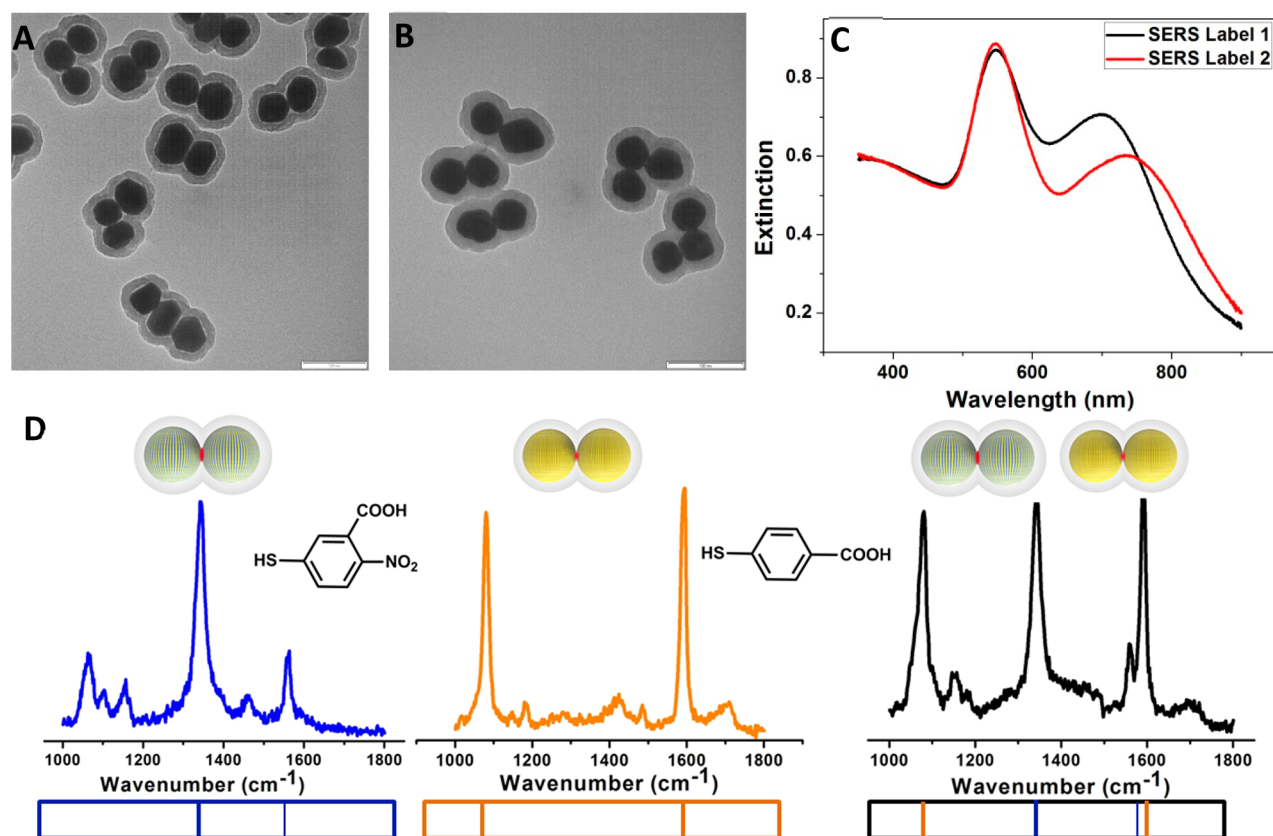 A
B
C
SERS Label 1
SERS Label 2
Extinction
0.8
0.6
0.4
0.2
400
600
800
Wavelength (nm)
D
COOH
HS
NO2
HS
COOH
1000
1200
1400
1600
1800
Wavenumber (cm-1)
1000
1200
1400
1600
1800
Wavenumber (cm-1)
1000
1200
1400
1600
1800
Wavenumber (cm-1)